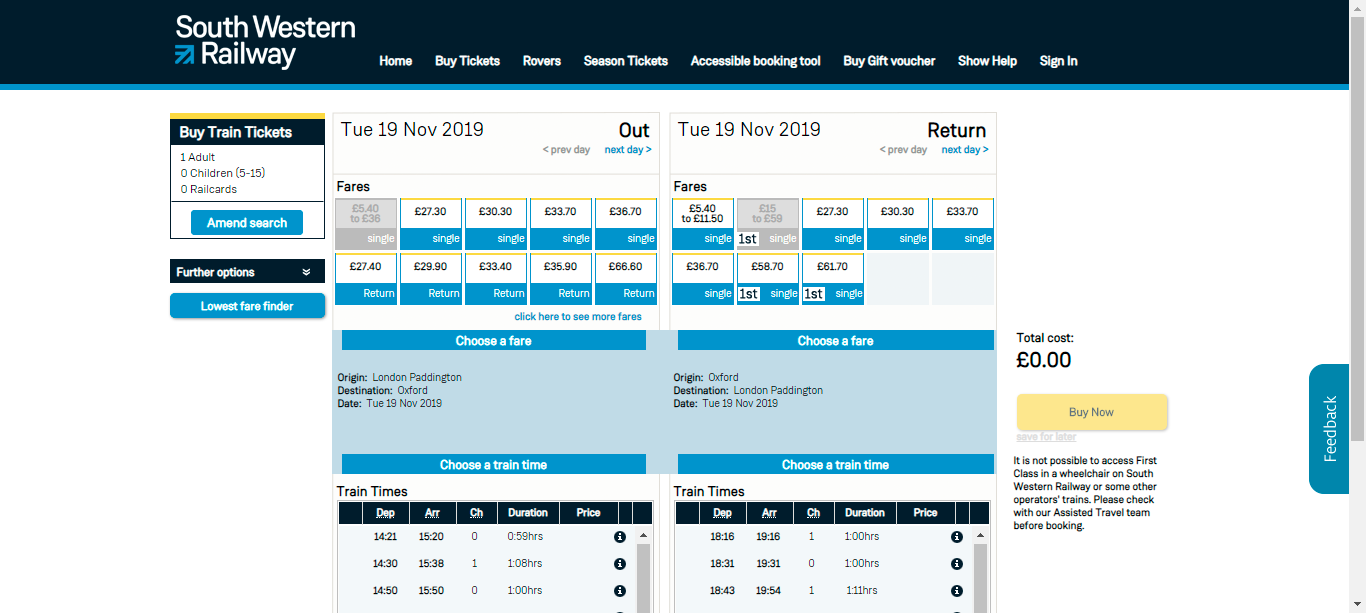 South Western
Railway
Home Buy Tickets Rovers Season Tickets Accessible booking tool Buy Gift voucher Show Help Sign In
Buy Train Tickets
1 Adult
0 Children (5-15)
0 Railcards
Amend search
Further options
Lowest fare finder
Tue 19 Nov 2019 Out
< prev day next day >
Fares
£5.40 to £36 single
£27.30 single
£30.30 single
£33.70 single
£36.70 single
£27.40 Return
£29.90 Return
£33.40 Return
£35.90 Return
£66.60 Return
click here to see more fares
Choose a fare
Origin: London Paddington
Destination: Oxford
Date: Tue 19 Nov 2019
Choose a train time
Train Times
Dep Arr Ch Duration Price
14:21 15:20 0 0:59hrs
14:30 15:38 1 1:08hrs
14:50 15:50 0 1:00hrs
Tue 19 Nov 2019 Return
< prev day next day >
Fares
£5.40 to £11.50 single
£15 to £59 1st single
£27.30 single
£30.30 single
£33.70 single
£36.70 single
£58.70 1st single
£61.70 1st single
Choose a fare
Origin: Oxford
Destination: London Paddington
Date: Tue 19 Nov 2019
Choose a train time
Train Times
Dep Arr Ch Duration Price
18:16 19:16 1 1:00hrs
18:31 19:31 0 1:00hrs
18:43 19:54 1 1:11hrs
Total cost:
£0.00
Buy Now
save for later
It is not possible to access First
Class in a wheelchair on South
Western Railway or some other
operators' trains. Please check
with our Assisted Travel team
before booking.
Feedback